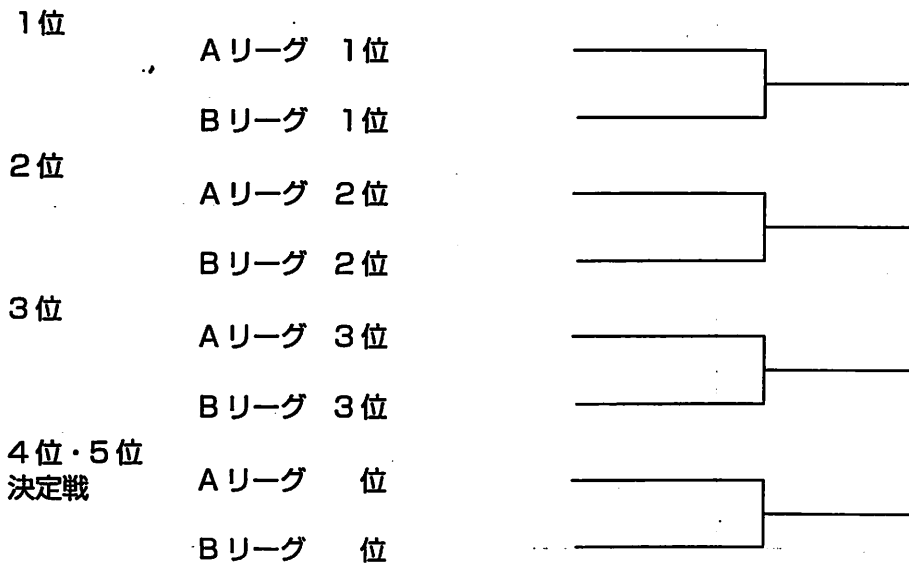 1位
Aリーグ 1位
Bリーグ 1位
2位
Aリーグ 2位
Bリーグ 2位
3位
Aリーグ 3位
Bリーグ 3位
4位・5位
決定戦
Aリーグ 位
Bリーグ 位